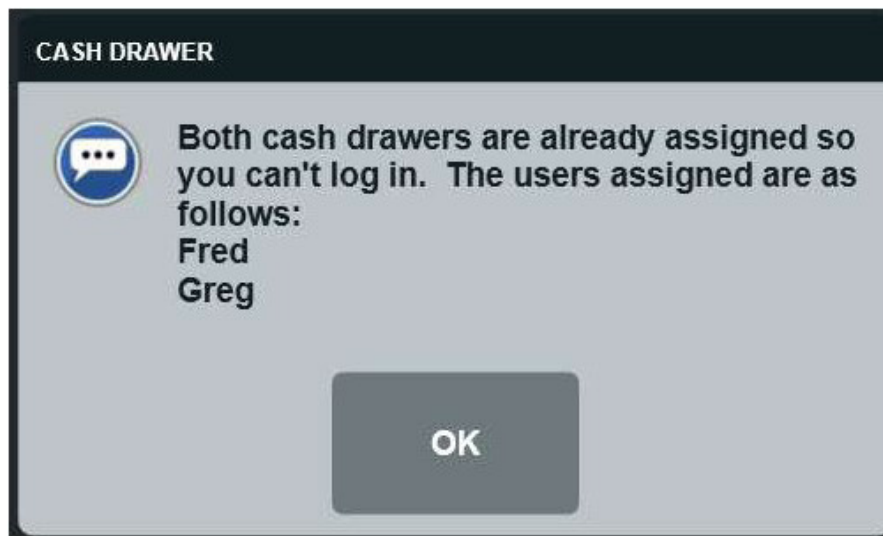 CASH DRAWER
Both cash drawers are already assigned so
you can't log in.  The users assigned are as
follows:
Fred
Greg
OK